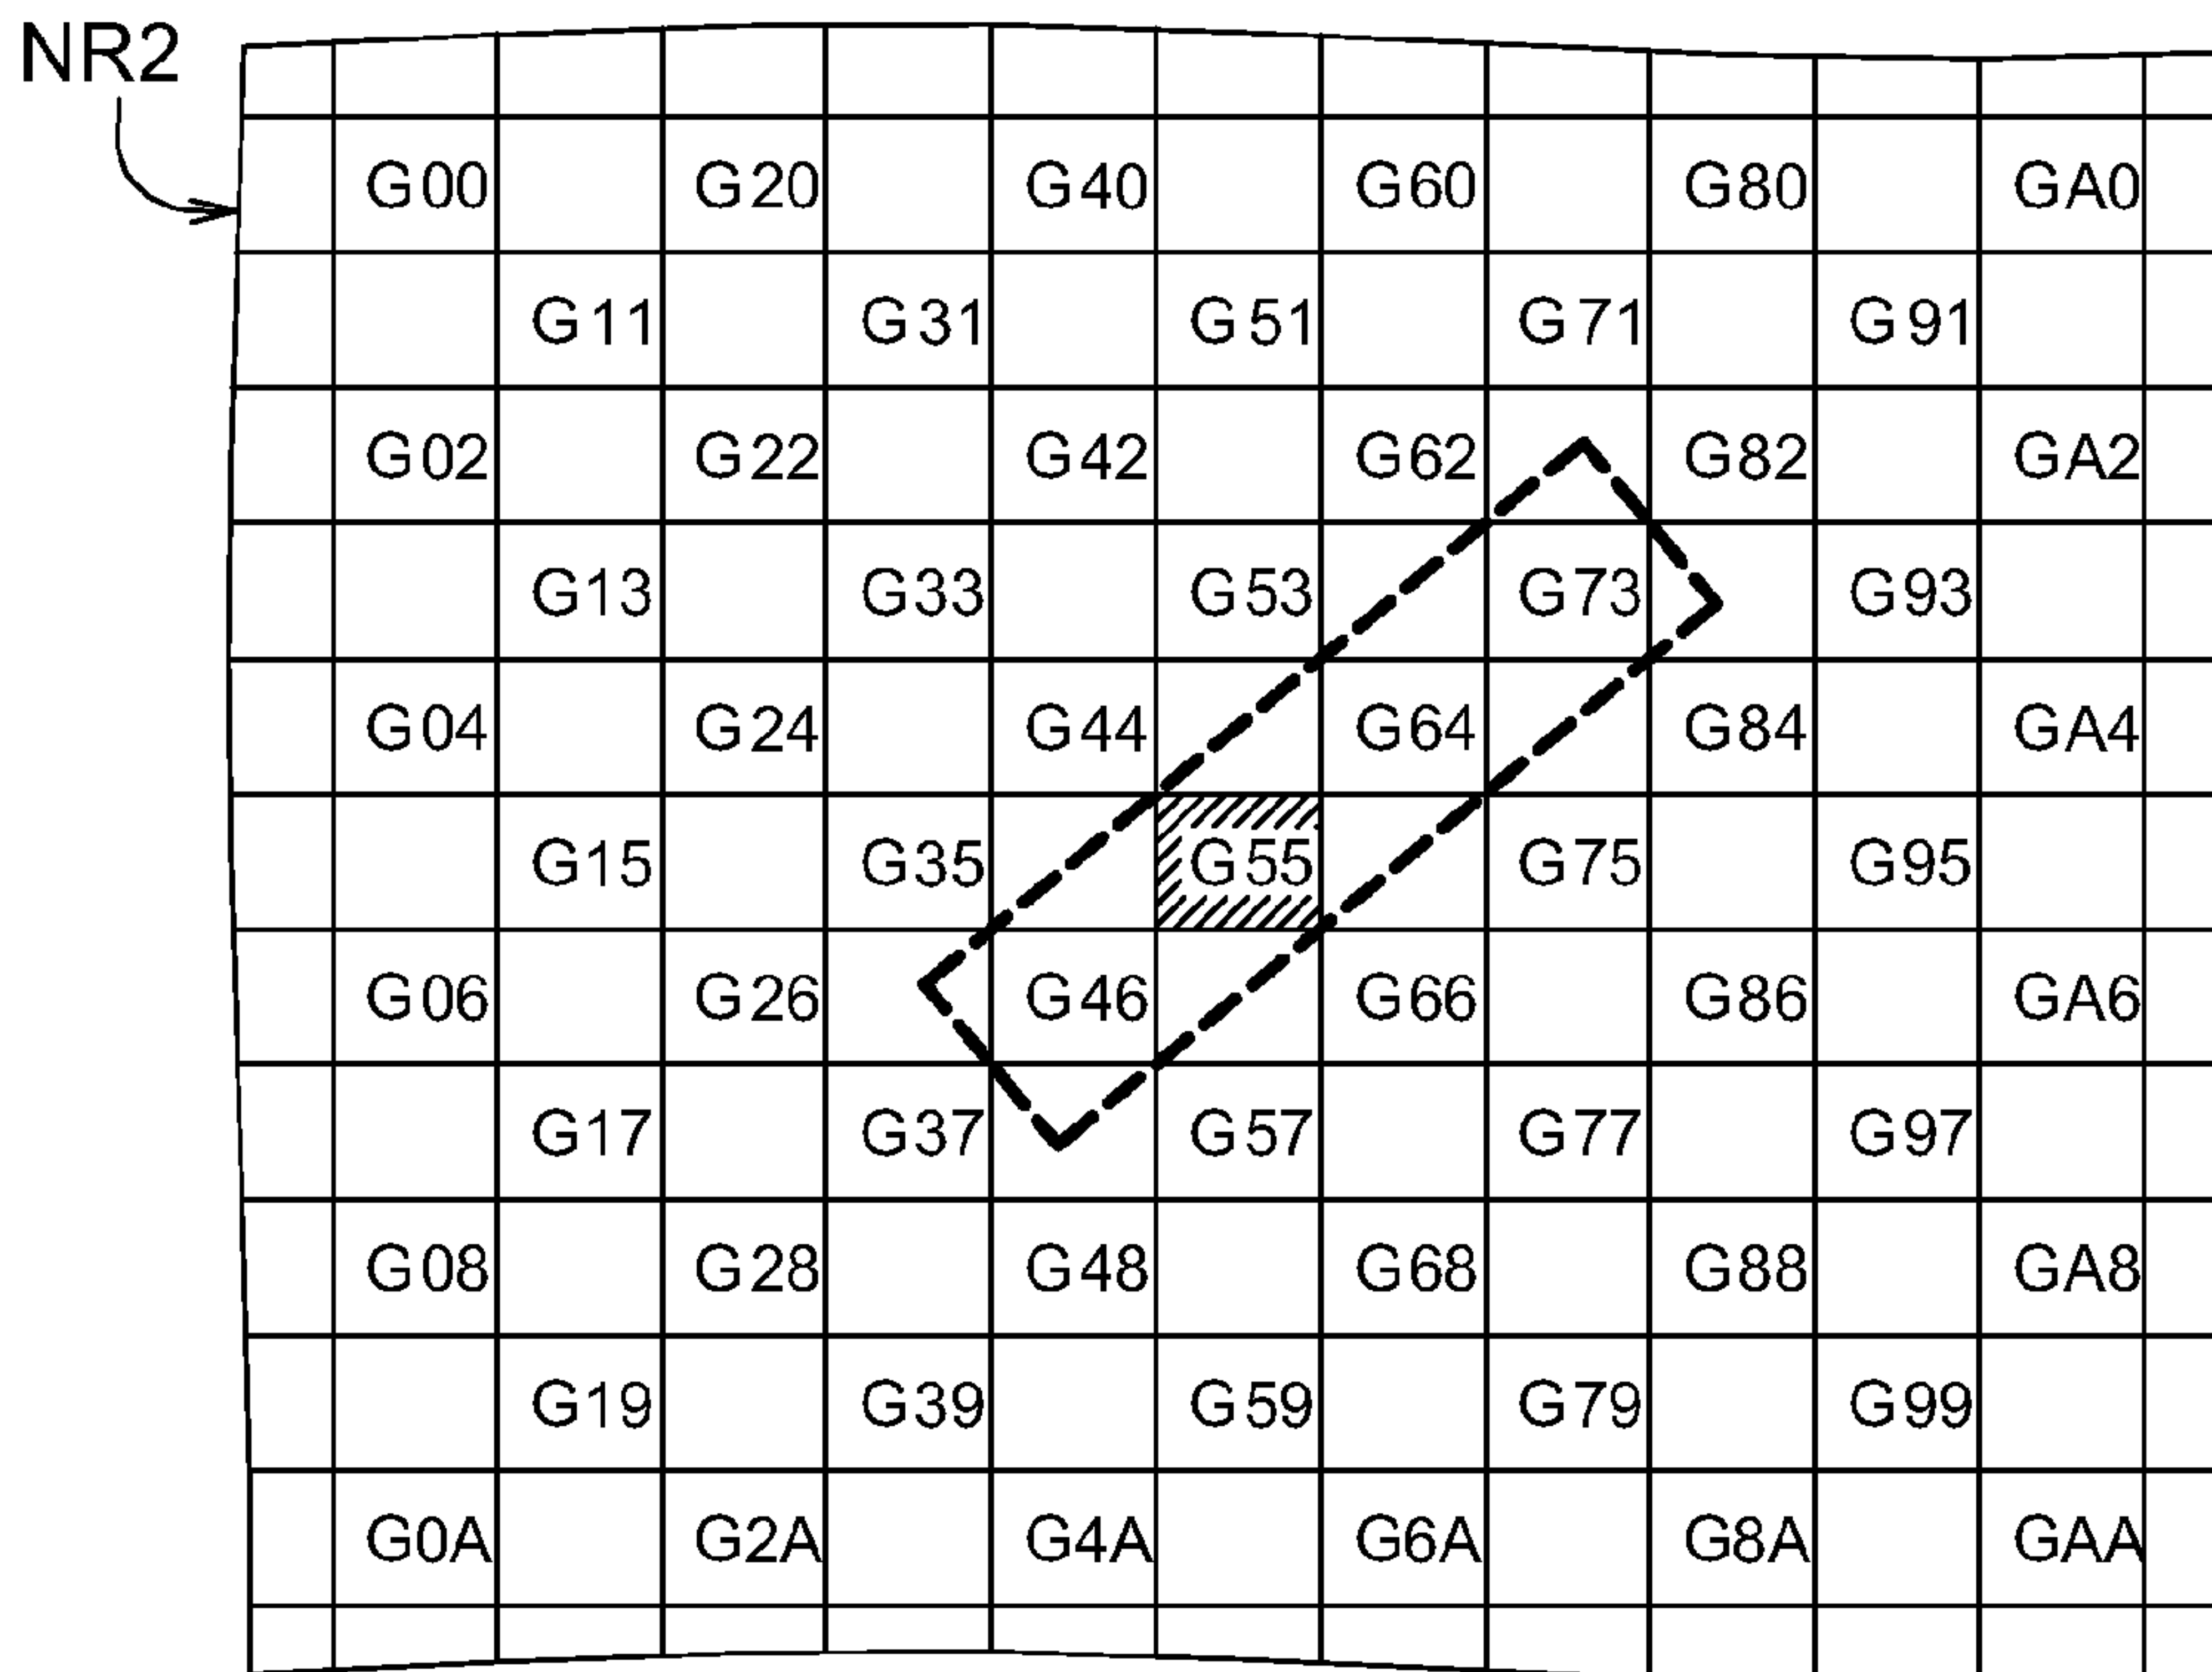 NR2
G00 G20 G40 G60 G80 GA0
G11 G31 G51 G71 G91
G02 G22 G42 G62 G82 GA2
G13 G33 G53 G73 G93
G04 G24 G44 G64 G84 GA4
G15 G35 G55 G75 G95
G06 G26 G46 G66 G86 GA6
G17 G37 G57 G77 G97
G08 G28 G48 G68 G88 GA8
G19 G39 G59 G79 G99
G0A G2A G4A G6A G8A GAA